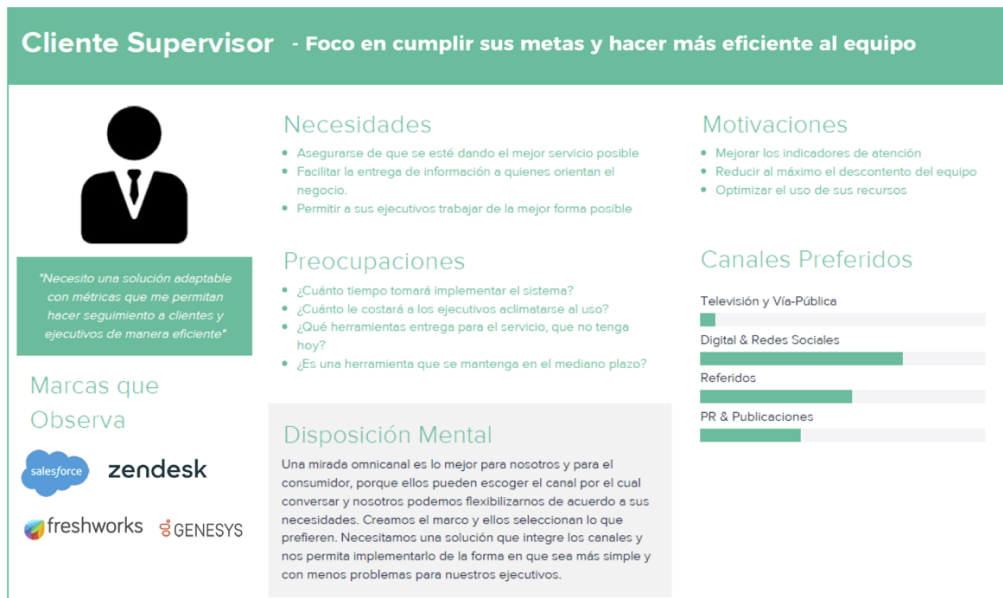 Cliente Supervisor - Foco en cumplir sus metas y hacer más eficiente al equipo
"Necesito una solución adaptable
con métricas que me permitan
hacer seguimiento a clientes y
ejecutivos de manera eficiente"
Marcas que
Observa
salesforce
zendesk
freshworks
GENESYS
Necesidades
• Asegurarse de que se esté dando el mejor servicio posible
• Facilitar la entrega de información a quienes orientan el
negocio.
• Permitir a sus ejecutivos trabajar de la mejor forma posible
Preocupaciones
• ¿Cuánto tiempo tomará implementar el sistema?
• ¿Cuánto le costará a los ejecutivos aclimatarse al uso?
• ¿Qué herramientas entrega para el servicio, que no tenga
hoy?
• ¿Es una herramienta que se mantenga en el mediano plazo?
Disposición Mental
Una mirada omnicanal es lo mejor para nosotros y para el
consumidor, porque ellos pueden escoger el canal por el cual
conversar y nosotros podemos flexibilizarnos de acuerdo a sus
necesidades. Creamos el marco y ellos seleccionan lo que
prefieren. Necesitamos una solución que integre los canales y
nos permita implementarlo de la forma en que sea más simple y
con menos problemas para nuestros ejecutivos.
Motivaciones
• Mejorar los indicadores de atención
• Reducir al máximo el descontento del equipo
• Optimizar el uso de sus recursos
Canales Preferidos
Televisión y Vía-Pública
Digital & Redes Sociales
Referidos
PR & Publicaciones